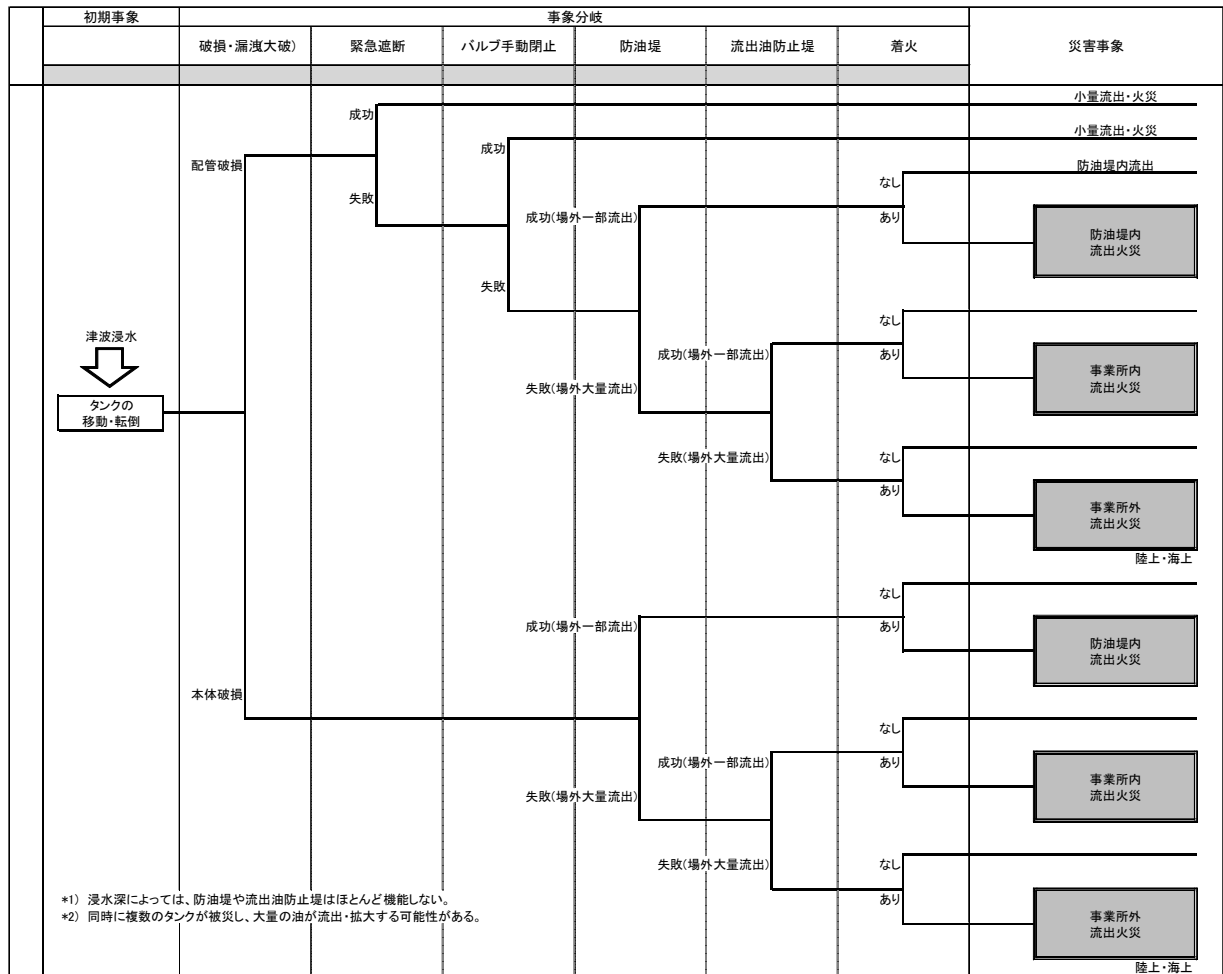 初期事象
事象分岐
破損・漏洩(大破)
緊急遮断
バルブ手動閉止
防油堤
流出油防止堤
着火
災害事象
小量流出・火災
成功
小量流出・火災
成功
配管破損
防油堤内流出
なし
失敗
成功(場外一部流出)
あり
防油堤内
流出火災
失敗
なし
津波浸水
成功(場外一部流出)
あり
事業所内
流出火災
失敗(場外大量流出)
タンクの
移動・転倒
失敗(場外大量流出)
なし
あり
事業所外
流出火災
陸上・海上
なし
成功(場外一部流出)
あり
防油堤内
流出火災
本体破損
なし
成功(場外一部流出)
あり
事業所内
流出火災
失敗(場外大量流出)
失敗(場外大量流出)
なし
あり
*1) 浸水深によっては、防油堤や流出油防止堤はほとんど機能しない。
*2) 同時に複数のタンクが被災し、大量の油が流出・拡大する可能性がある。
事業所外
流出火災
陸上・海上